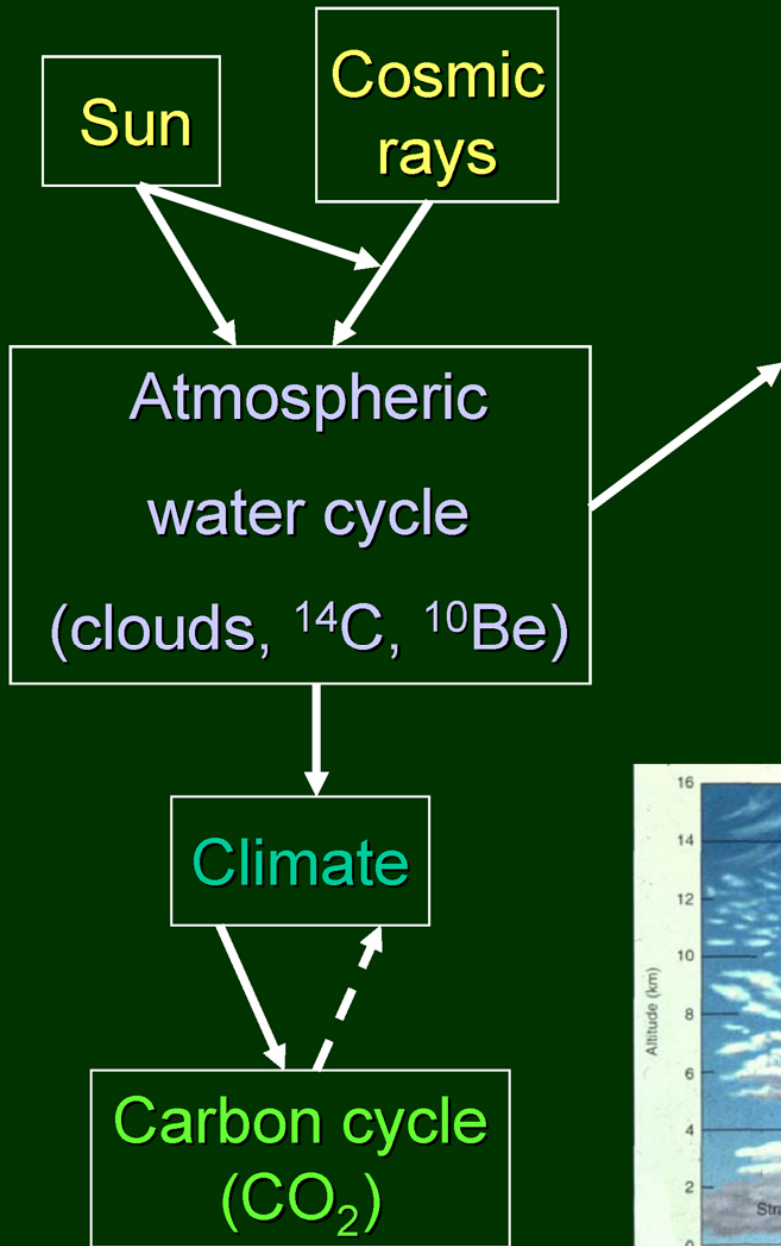 Sun
Cosmic
rays
Atmospheric
water cycle
(clouds, ¹⁴C, ¹⁰Be)
Climate
Carbon cycle
(CO₂)
16
14
12
10
8
6
4
2
0
Altitude (km)